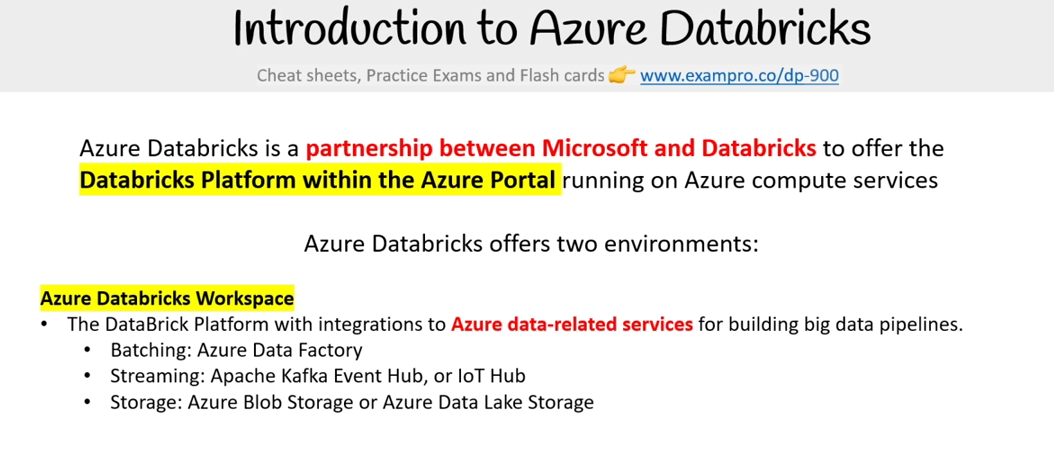 Introduction to Azure Databricks
Cheat sheets, Practice Exams and Flash cards 👉 www.exampro.co/dp-900
Azure Databricks is a partnership between Microsoft and Databricks to offer the
Databricks Platform within the Azure Portal running on Azure compute services
Azure Databricks offers two environments:
Azure Databricks Workspace
• The DataBrick Platform with integrations to Azure data-related services for building big data pipelines.
• Batching: Azure Data Factory
• Streaming: Apache Kafka Event Hub, or IoT Hub
• Storage: Azure Blob Storage or Azure Data Lake Storage